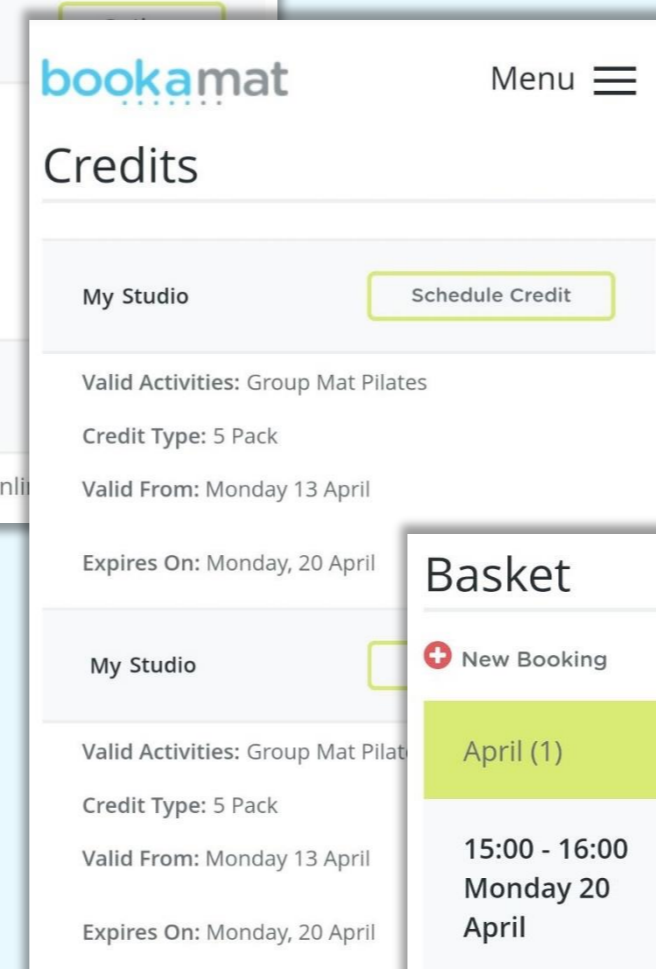 bookamat
Menu
Credits
My Studio
Schedule Credit
Valid Activities: Group Mat Pilates
Credit Type: 5 Pack
Valid From: Monday 13 April
Expires On: Monday, 20 April
My Studio
Valid Activities: Group Mat Pilat
Credit Type: 5 Pack
Valid From: Monday 13 April
Expires On: Monday, 20 April
Basket
New Booking
April (1)
15:00 - 16:00
Monday 20
April